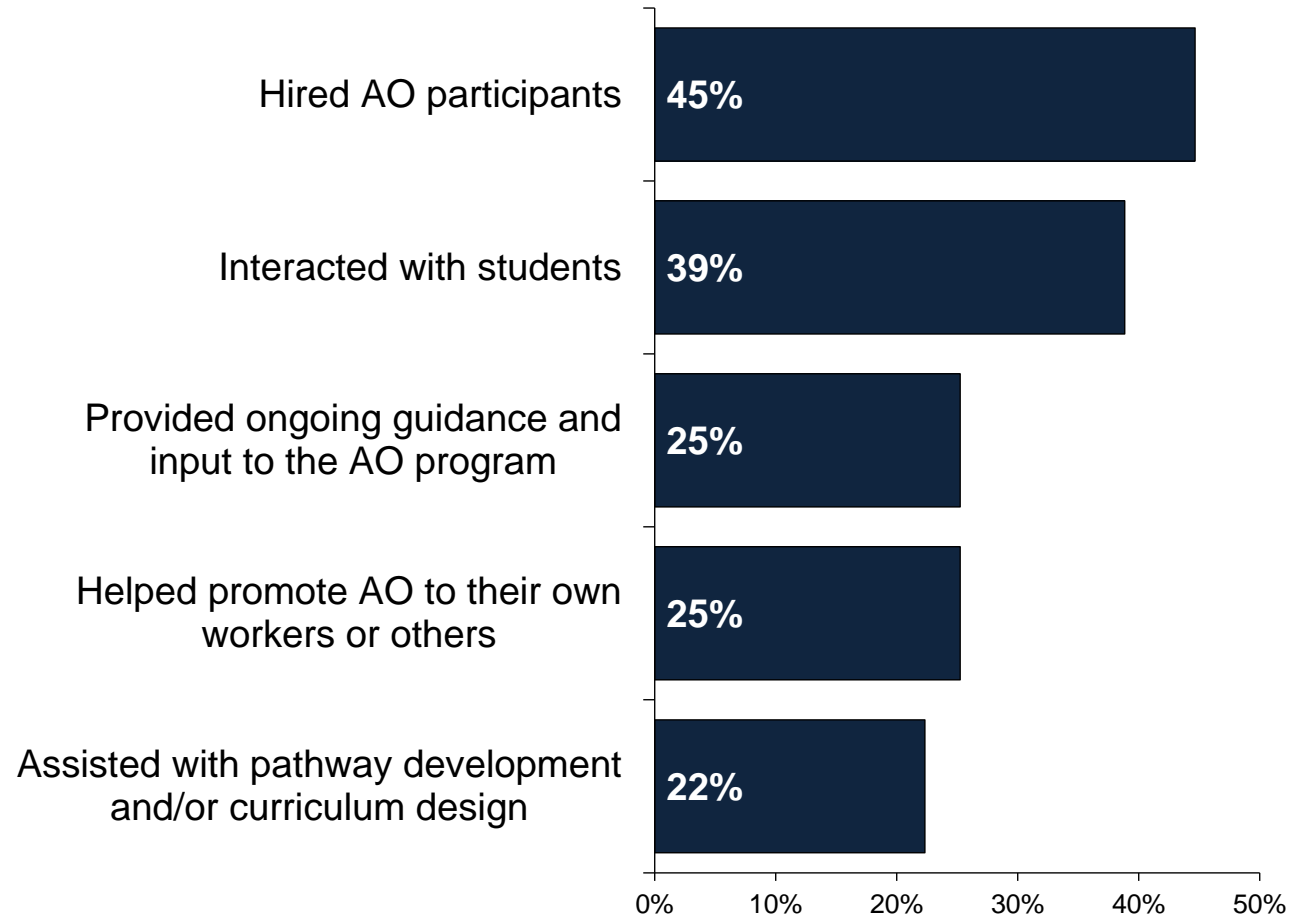 Hired AO participants
45%
Interacted with students
39%
Provided ongoing guidance and
input to the AO program
25%
Helped promote AO to their own
workers or others
25%
Assisted with pathway development
and/or curriculum design
22%
0% 10% 20% 30% 40% 50%